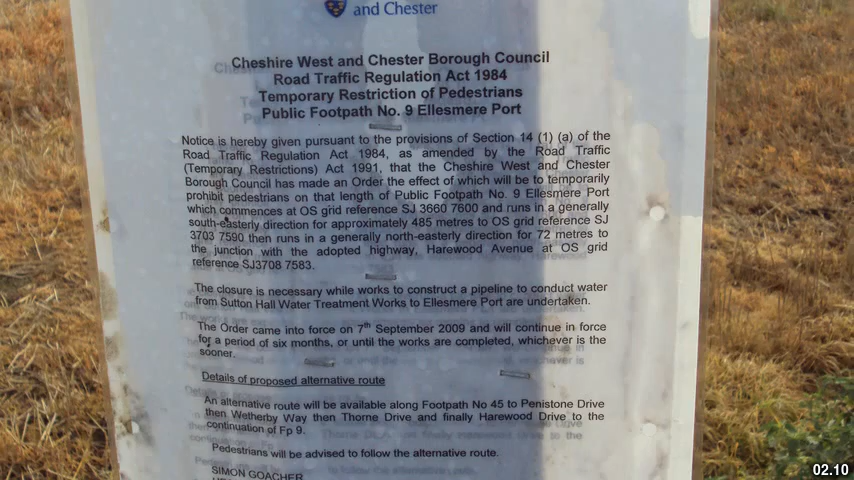 and Chester
Cheshire West and Chester Borough Council
Road Traffic Regulation Act 1984
Temporary Restriction of Pedestrians
Public Footpath No. 9 Ellesmere Port
Notice is hereby given pursuant to the provisions of Section 14 (1) (a) of the
Road Traffic Regulation Act 1984, as amended by the Road Traffic
(Temporary Restrictions) Act 1991, that the Cheshire West and Chester
Borough Council has made an Order the effect of which will be to temporarily
prohibit pedestrians on that length of Public Footpath No. 9 Ellesmere Port
which commences at OS grid reference SJ 3660 7600 and runs in a generally
south-easterly direction for approximately 485 metres to OS grid reference SJ
3703 7590 then runs in a generally north-easterly direction for 72 metres to
the junction with the adopted highway, Harewood Avenue at OS grid
reference SJ3708 7583.
The closure is necessary while works to construct a pipeline to conduct water
from Sutton Hall Water Treatment Works to Ellesmere Port are undertaken.
The Order came into force on 7th September 2009 and will continue in force
for a period of six months, or until the works are completed, whichever is the
sooner.
Details of proposed alternative route
An alternative route will be available along Footpath No 45 to Penistone Drive
then Wetherby Way then Thorne Drive and finally Harewood Drive to the
continuation of Fp 9.
Pedestrians will be advised to follow the alternative route.
SIMON GOACHER
02.10